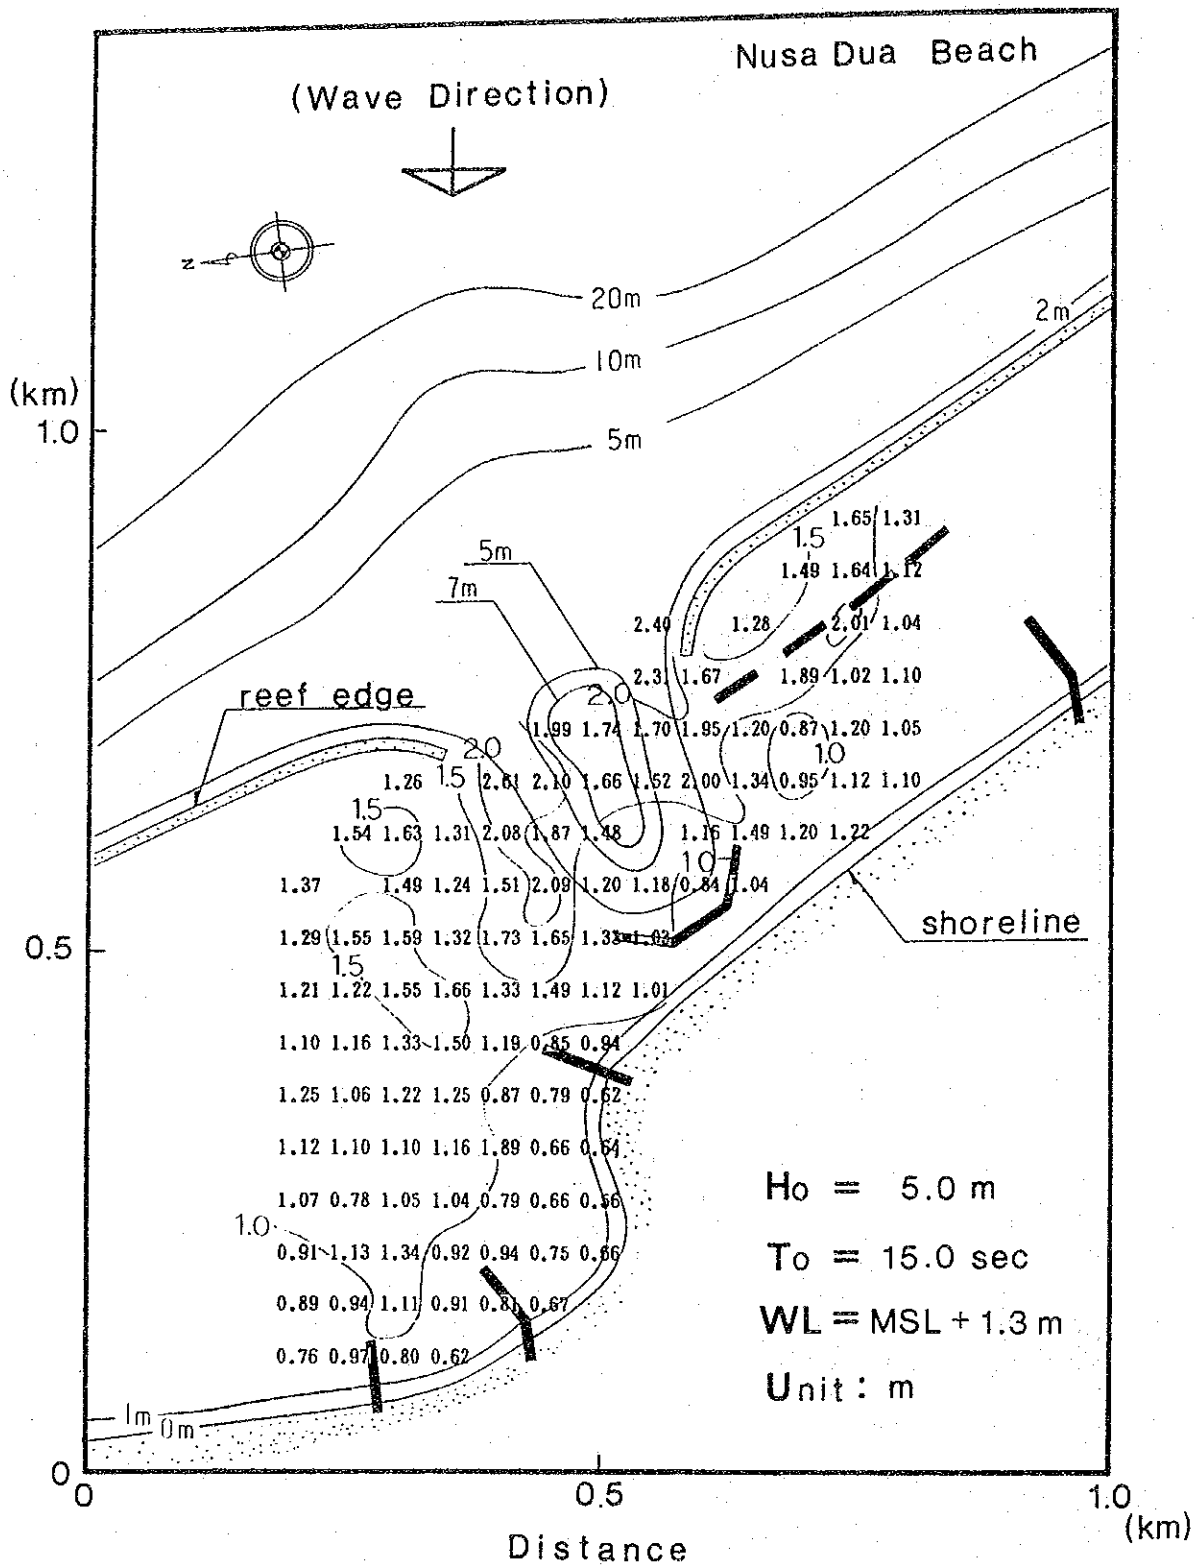 Nusa Dua Beach
(Wave Direction)
N
20m
2m
10m
(km)
1.0
5m
1.65 1.31
1.5
5m
1.49 1.64 1.12
7m
2.40 1.28 2.01 1.04
2.31 1.67 1.89 1.02 1.10
reef edge
2.0
1.99 1.74 1.70 1.95 1.20 0.87 1.20 1.05
2.0
1.0
1.5
1.26 2.61 2.10 1.66 1.52 2.00 1.34 0.95 1.12 1.10
1.5
1.54 1.63 1.31 2.08 1.87 1.48 1.16 1.49 1.20 1.22
1.0
1.37 1.49 1.24 1.51 2.09 1.20 1.18 0.84 1.04
shoreline
0.5
1.29 1.55 1.59 1.32 1.73 1.65 1.33 1.03
1.5
1.21 1.22 1.55 1.66 1.33 1.49 1.12 1.01
1.10 1.16 1.33 1.50 1.19 0.85 0.94
1.25 1.06 1.22 1.25 0.87 0.79 0.62
1.12 1.10 1.10 1.16 1.89 0.66 0.64
Ho = 5.0 m
1.07 0.78 1.05 1.04 0.79 0.66 0.56
1.0
0.91 1.13 1.34 0.92 0.94 0.75 0.66
To = 15.0 sec
0.89 0.94 1.11 0.91 0.81 0.67
WL = MSL + 1.3 m
0.76 0.97 0.80 0.62
Unit : m
1m
0m
0
0 0.5 1.0
(km)
Distance